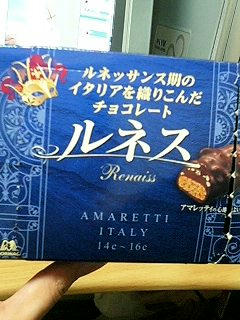 ルネッサンス期の
イタリアを織りこんだ
チョコレート
ルネス
Renaiss
AMARETTI
ITALY
14c~16c
アマレッティの心